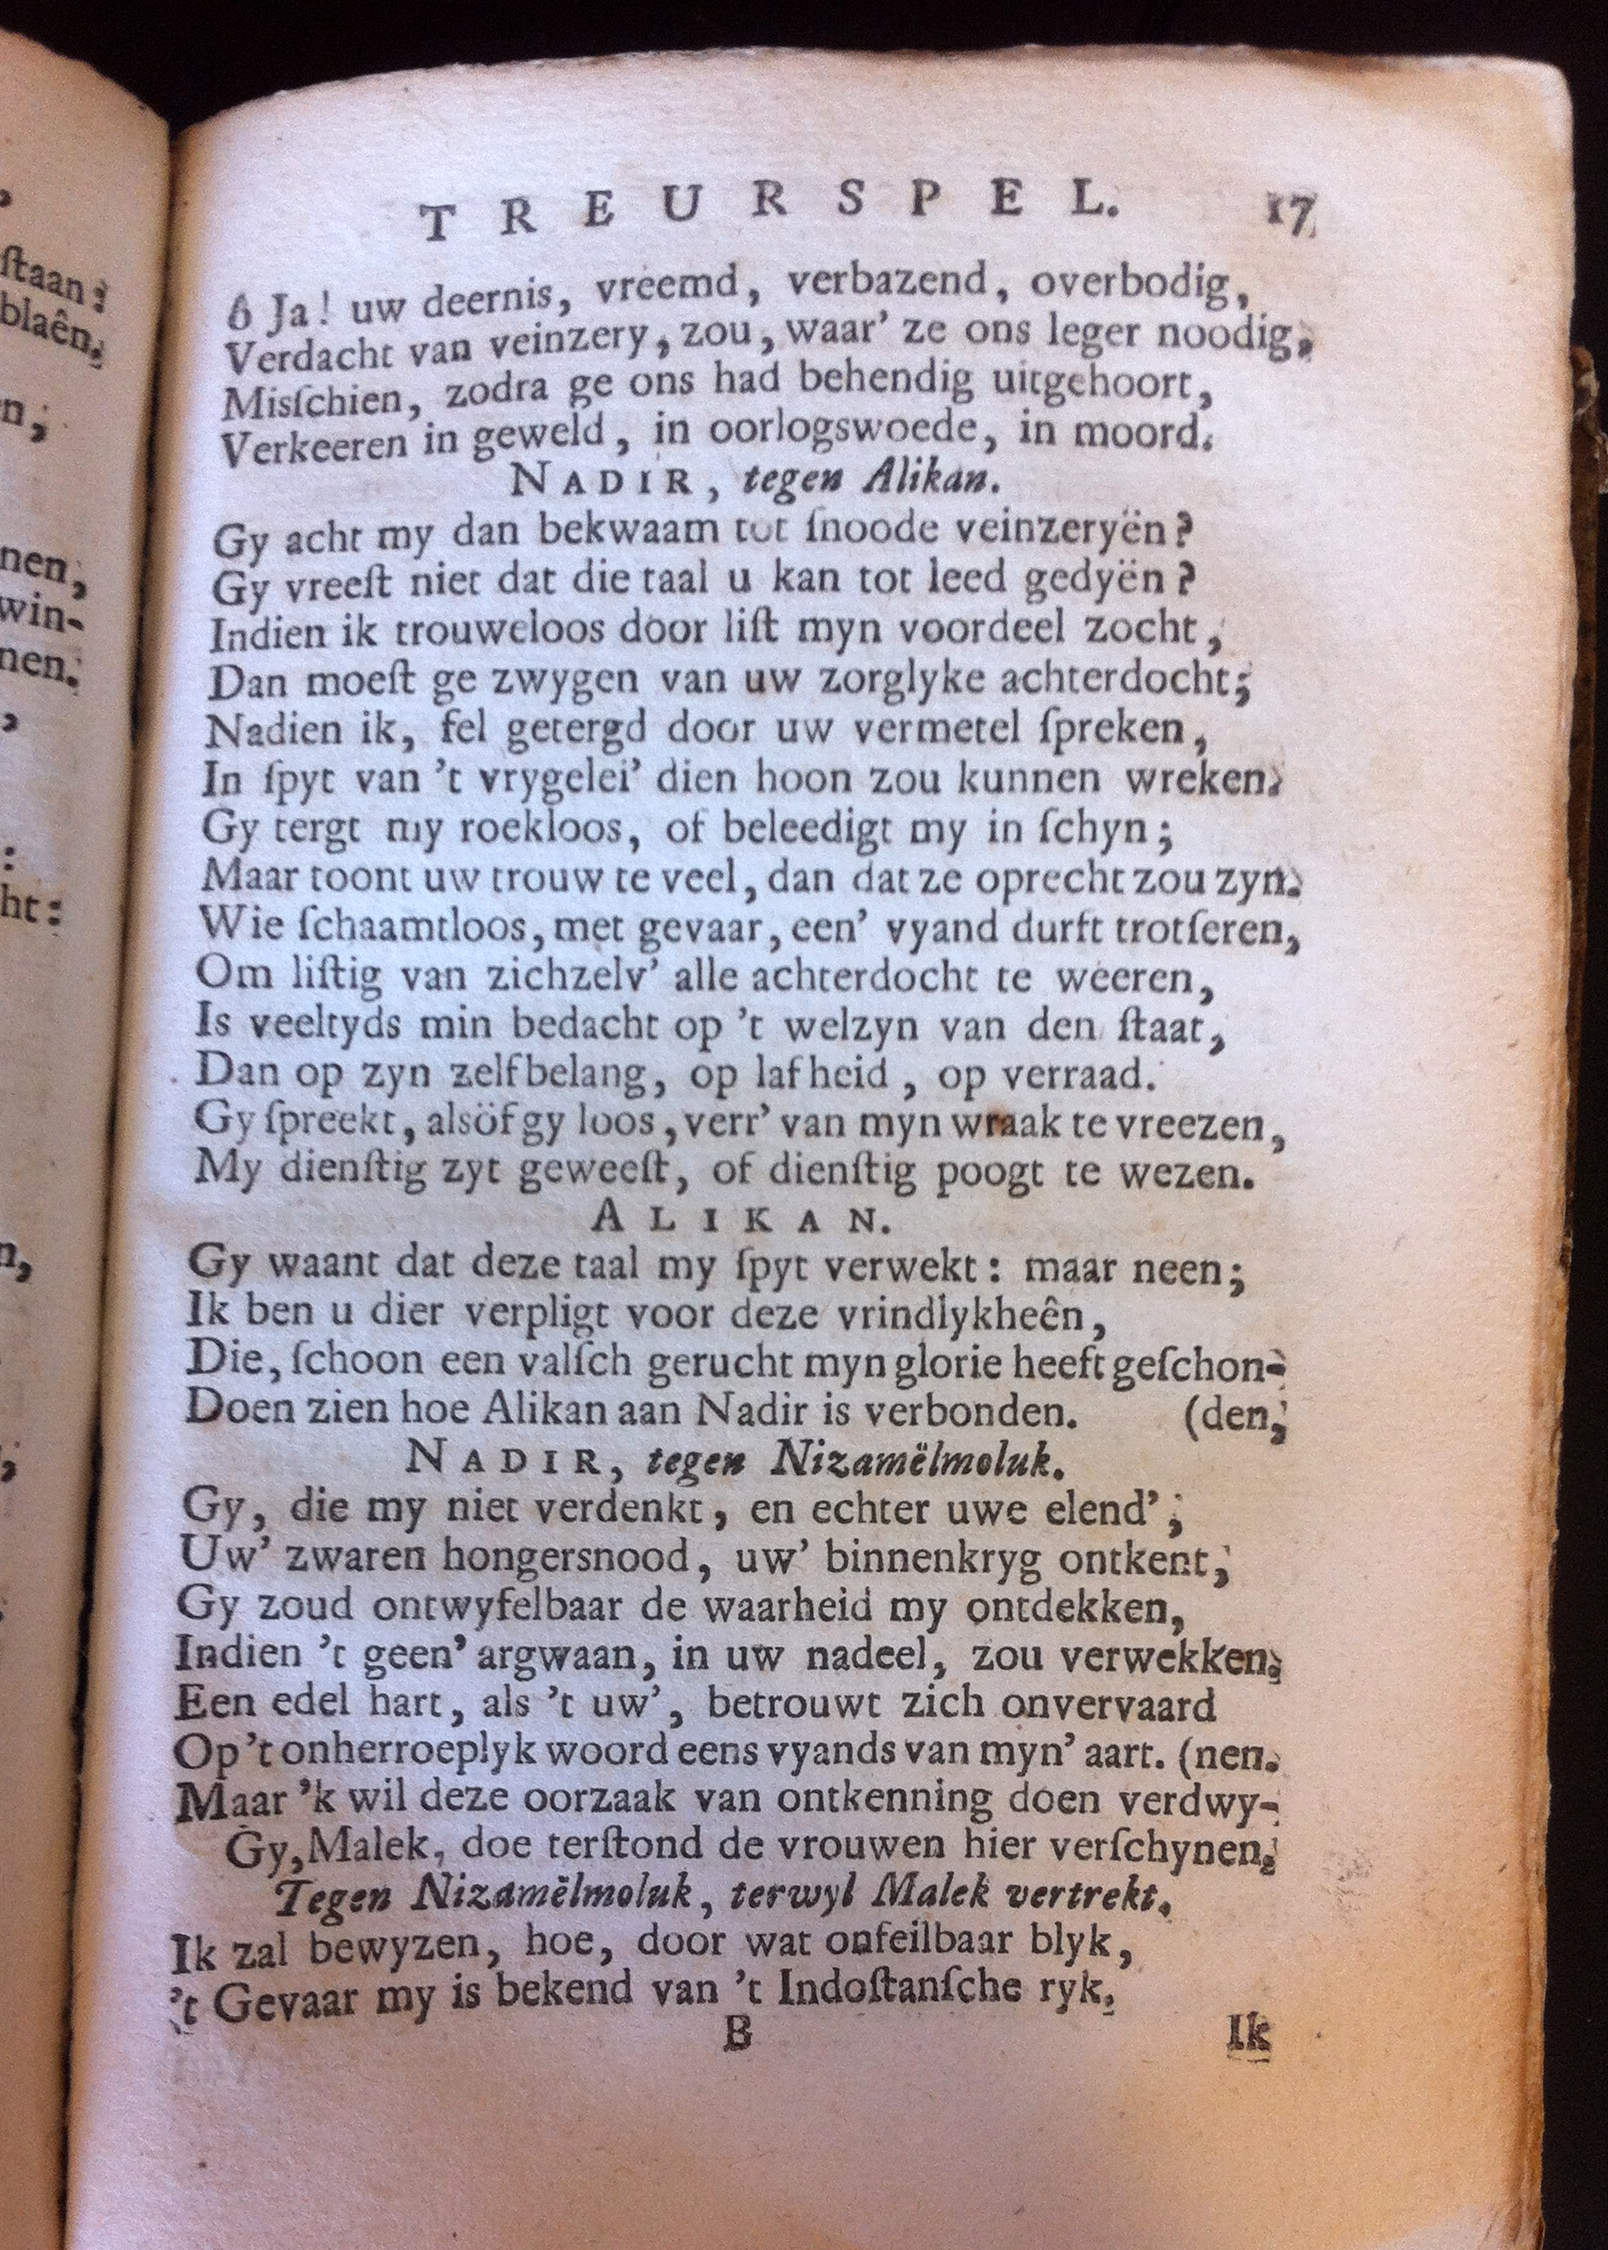 ſtaan:
blaên.
n;
nen,
win-
nen.
,
:
ht:
n,
;
TREURSPEL. 17
ô Ja! uw deernis, vreemd, verbazend, overbodig,
Verdacht van veinzery, zou, waar' ze ons leger noodig,
Misſchien, zodra ge ons had behendig uitgehoort,
Verkeeren in geweld, in oorlogswoede, in moord.
NADIR, tegen Alikan.
Gy acht my dan bekwaam tot ſnoode veinzeryën?
Gy vreeſt niet dat die taal u kan tot leed gedyën?
Indien ik trouweloos door liſt myn voordeel zocht,
Dan moeſt ge zwygen van uw zorglyke achterdocht;
Nadien ik, fel getergd door uw vermetel ſpreken,
In ſpyt van 't vrygelei' dien hoon zou kunnen wreken.
Gy tergt my roekloos, of beleedigt my in ſchyn;
Maar toont uw trouw te veel, dan dat ze oprecht zou zyn.
Wie ſchaamtloos, met gevaar, een' vyand durft trotſeren,
Om liſtig van zichzelv' alle achterdocht te weeren,
Is veeltyds min bedacht op 't welzyn van den ſtaat,
Dan op zyn zelfbelang, op lafheid, op verraad.
Gy ſpreekt, alsöf gy loos, verr' van myn wraak te vreezen,
My dienſtig zyt geweeſt, of dienſtig poogt te wezen.
ALIKAN.
Gy waant dat deze taal my ſpyt verwekt: maar neen;
Ik ben u dier verpligt voor deze vrindlykheên,
Die, ſchoon een valſch gerucht myn glorie heeft geſchon-
Doen zien hoe Alikan aan Nadir is verbonden. (den,
NADIR, tegen Nizamëlmoluk.
Gy, die my niet verdenkt, en echter uwe elend',
Uw' zwaren hongersnood, uw' binnenkryg ontkent,
Gy zoud ontwyfelbaar de waarheid my ontdekken,
Indien 't geen' argwaan, in uw nadeel, zou verwekken.
Een edel hart, als 't uw', betrouwt zich onvervaard
Op 't onherroeplyk woord eens vyands van myn' aart. (nen.
Maar 'k wil deze oorzaak van ontkenning doen verdwy-
Gy, Malek, doe terſtond de vrouwen hier verſchynen.
Tegen Nizamëlmoluk, terwyl Malek vertrekt.
Ik zal bewyzen, hoe, door wat onfeilbaar blyk,
't Gevaar my is bekend van 't Indoſtanſche ryk.
B Ik